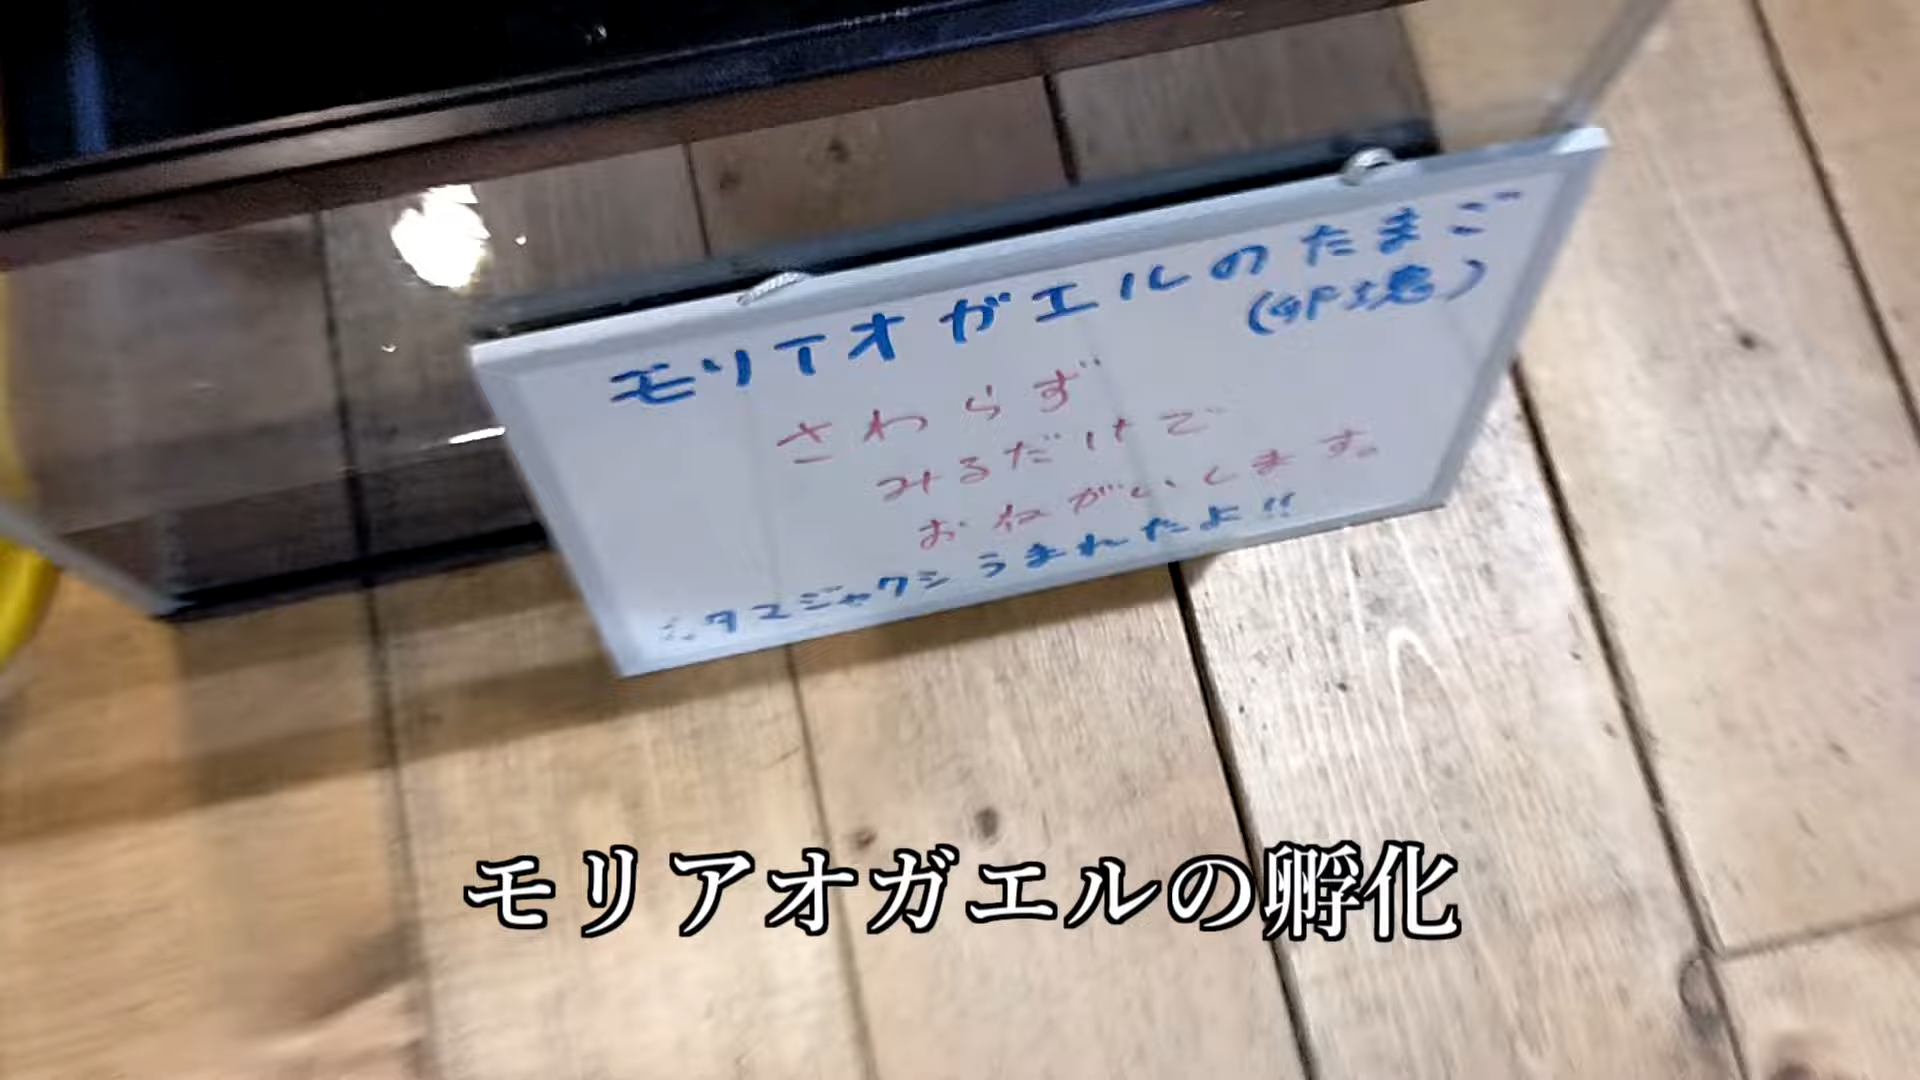 モリアオガエルのたまご
(卵塊)
さわらず
みるだけで
おねがいします。
オタマジャクシうまれたよ!!
モリアオガエルの孵化